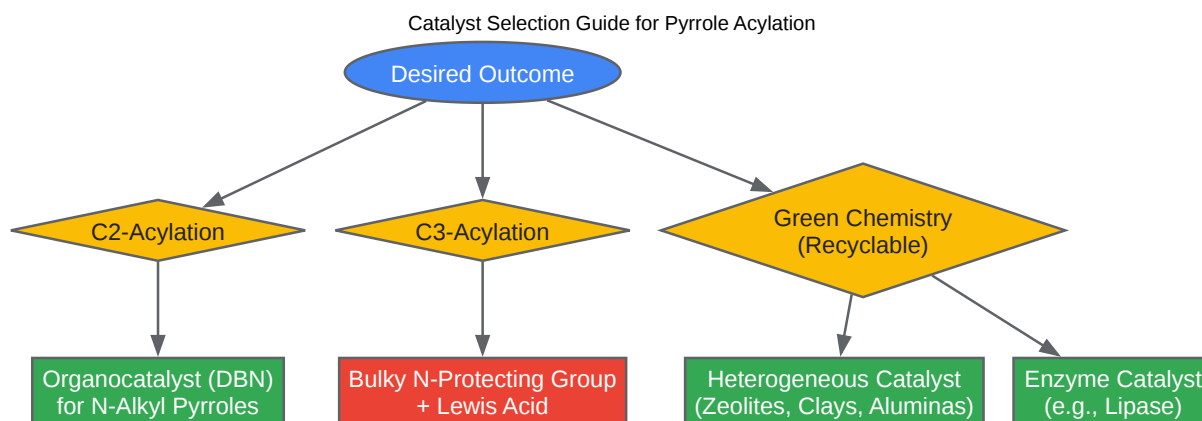 Catalyst Selection Guide for Pyrrole Acylation
Desired Outcome
C2-Acylation
C3-Acylation
Green Chemistry
(Recyclable)
Organocatalyst (DBN)
for N-Alkyl Pyrroles
Bulky N-Protecting Group
+ Lewis Acid
Heterogeneous Catalyst
(Zeolites, Clays, Aluminas)
Enzyme Catalyst
(e.g., Lipase)